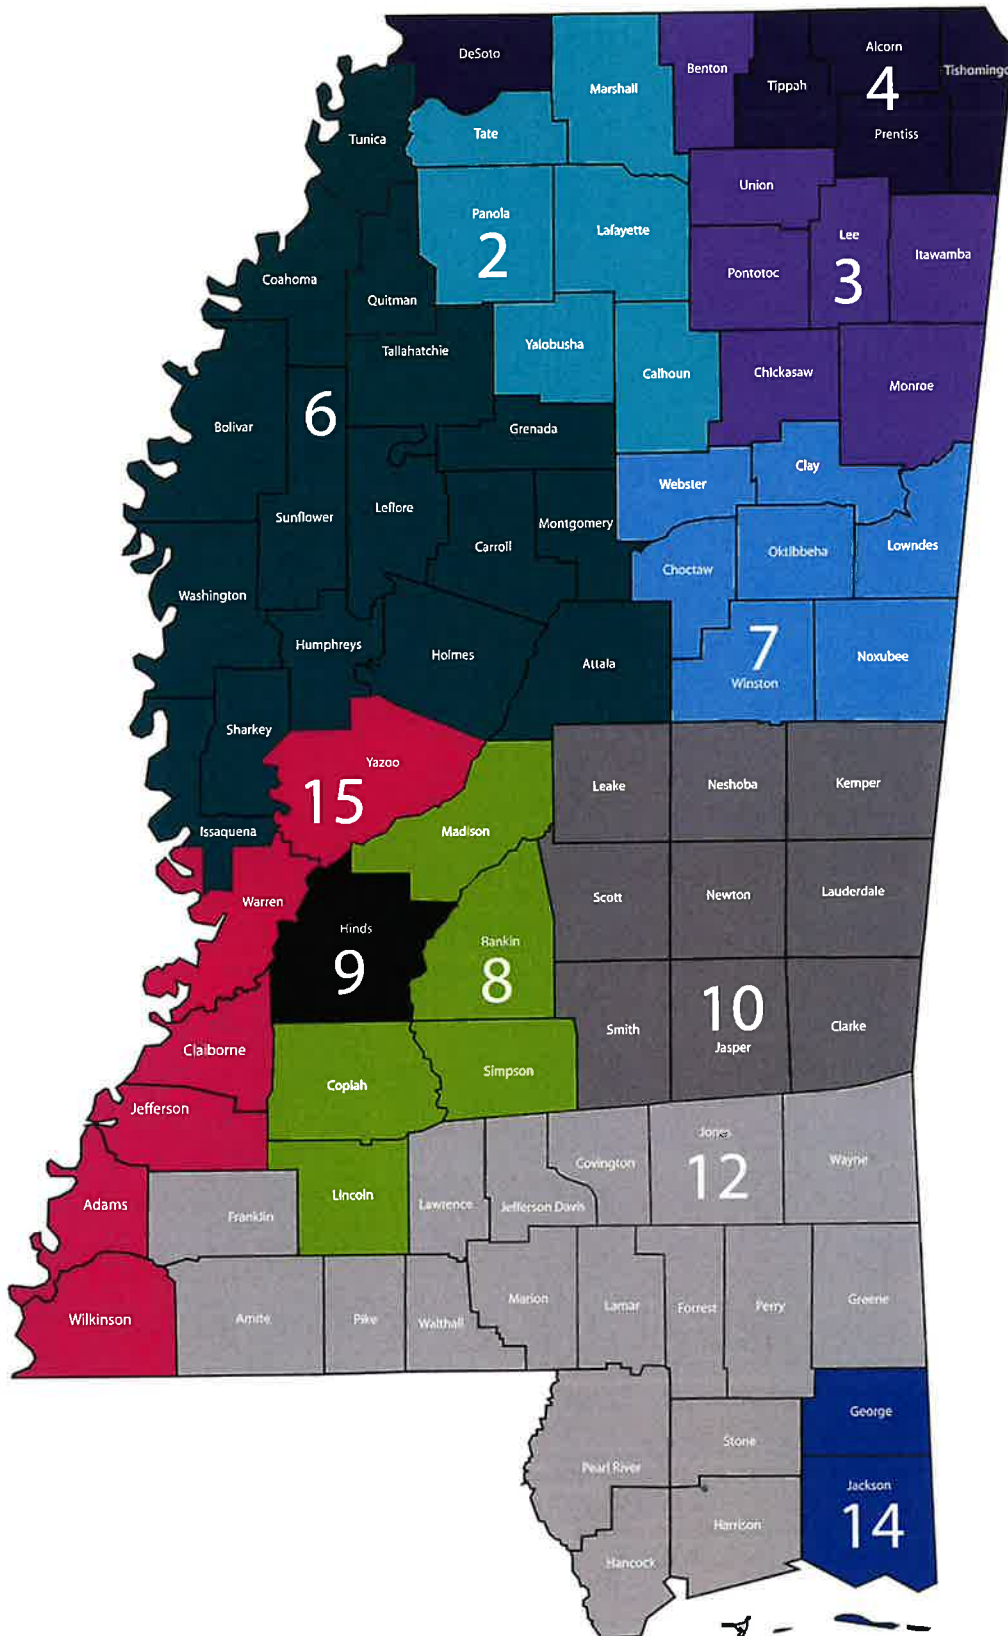 DeSoto
Marshall
Benton
Tippah
Alcorn
4
Tishomingo
Prentiss
Tate
Tunica
Union
Panola
2
Lafayette
Lee
3
Itawamba
Pontotoc
Coahoma
Quitman
Tallahatchie
Yalobusha
Calhoun
Chickasaw
Monroe
6
Bolivar
Grenada
Webster
Clay
Sunflower
Leflore
Montgomery
Carroll
Choctaw
Oktibbeha
Lowndes
Washington
Humphreys
Holmes
Attala
7
Winston
Noxubee
Sharkey
Yazoo
15
Leake
Neshoba
Kemper
Issaquena
Madison
Warren
Hinds
9
Rankin
8
Scott
Newton
Lauderdale
Claiborne
Copiah
Simpson
Smith
10
Jasper
Clarke
Jefferson
Adams
Franklin
Lincoln
Lawrence
Jefferson Davis
Covington
Jones
12
Wayne
Wilkinson
Amite
Pike
Walthall
Marion
Lamar
Forrest
Perry
Greene
George
Pearl River
Stone
Jackson
14
Hancock
Harrison